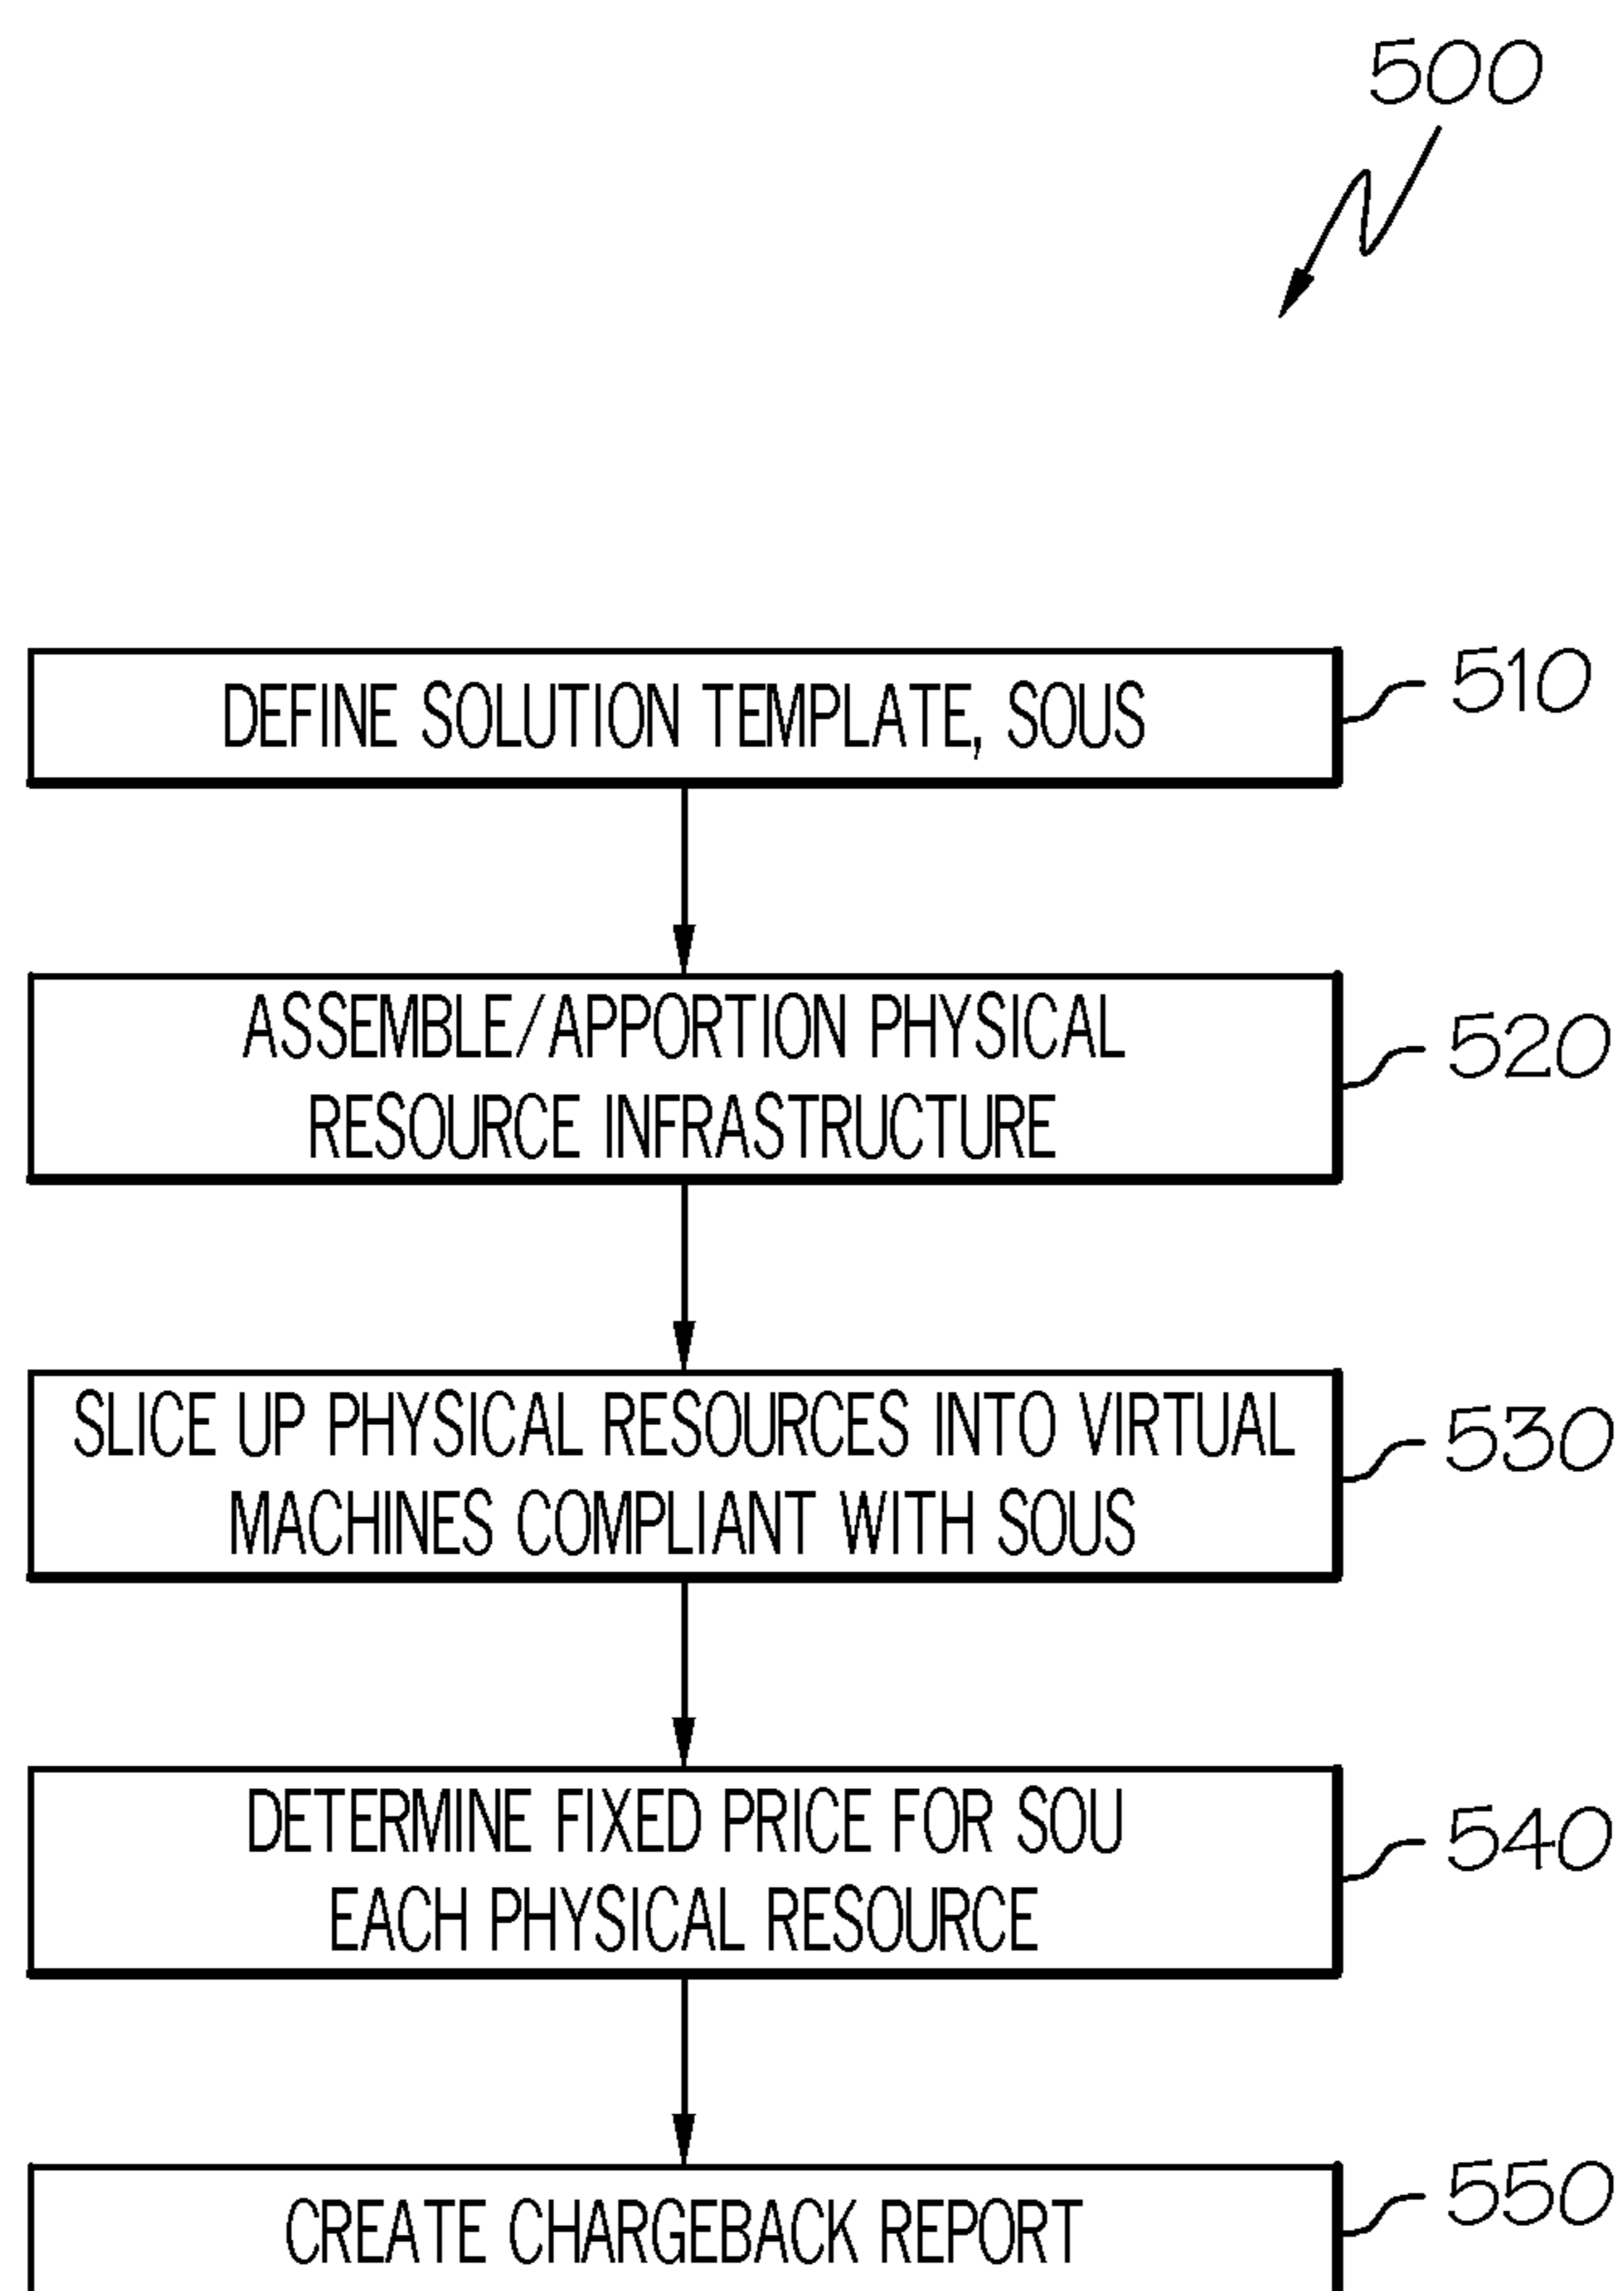 500
DEFINE SOLUTION TEMPLATE, SOUS
510
ASSEMBLE/APPORTION PHYSICAL
RESOURCE INFRASTRUCTURE
520
SLICE UP PHYSICAL RESOURCES INTO VIRTUAL
MACHINES COMPLIANT WITH SOUS
530
DETERMINE FIXED PRICE FOR SOU
EACH PHYSICAL RESOURCE
540
CREATE CHARGEBACK REPORT
550